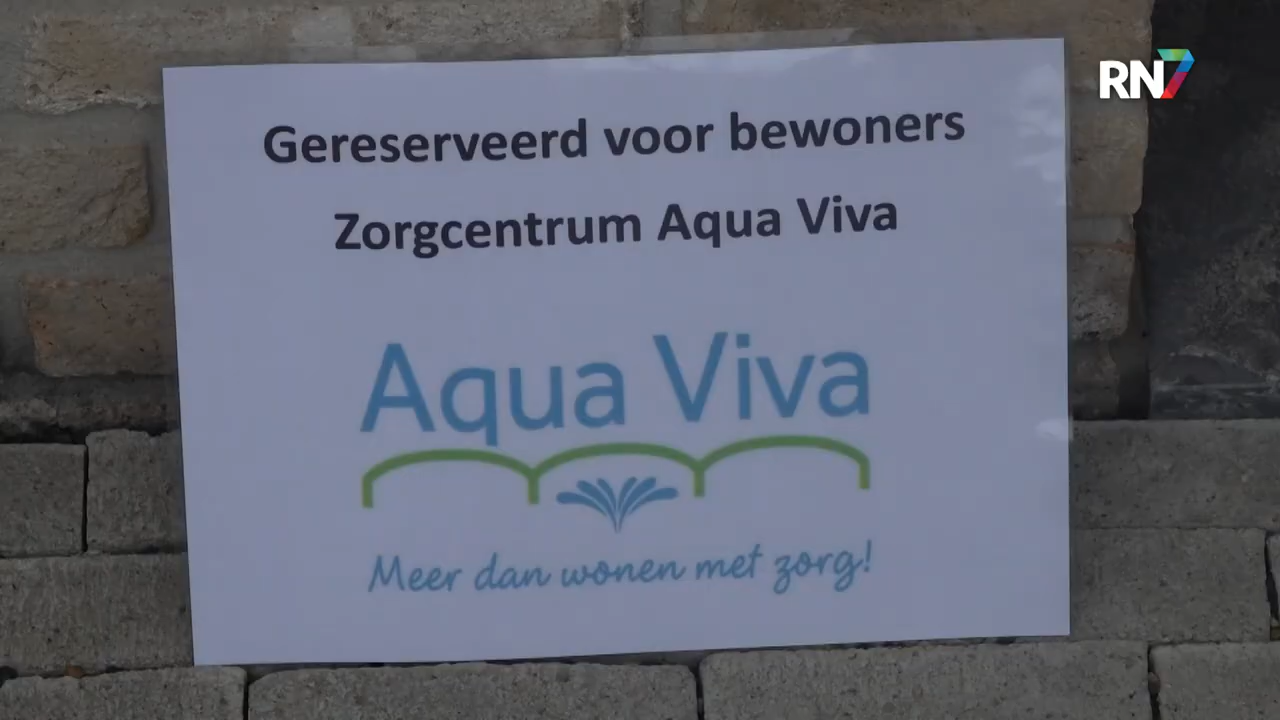 RN7
Gereserveerd voor bewoners
Zorgcentrum Aqua Viva
Aqua Viva
Meer dan wonen met zorg!